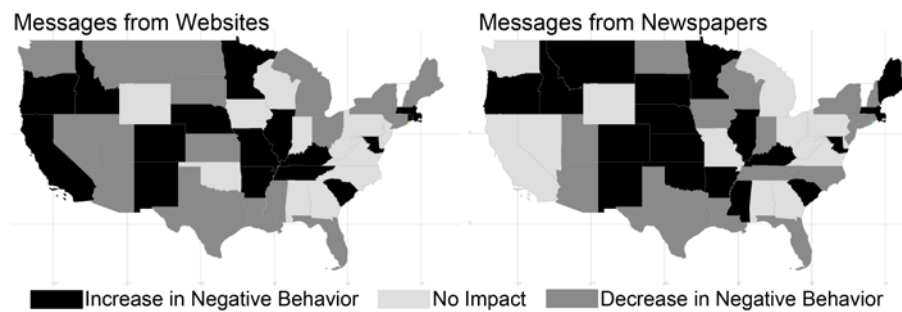 Messages from Websites
Messages from Newspapers
Increase in Negative Behavior
No Impact
Decrease in Negative Behavior